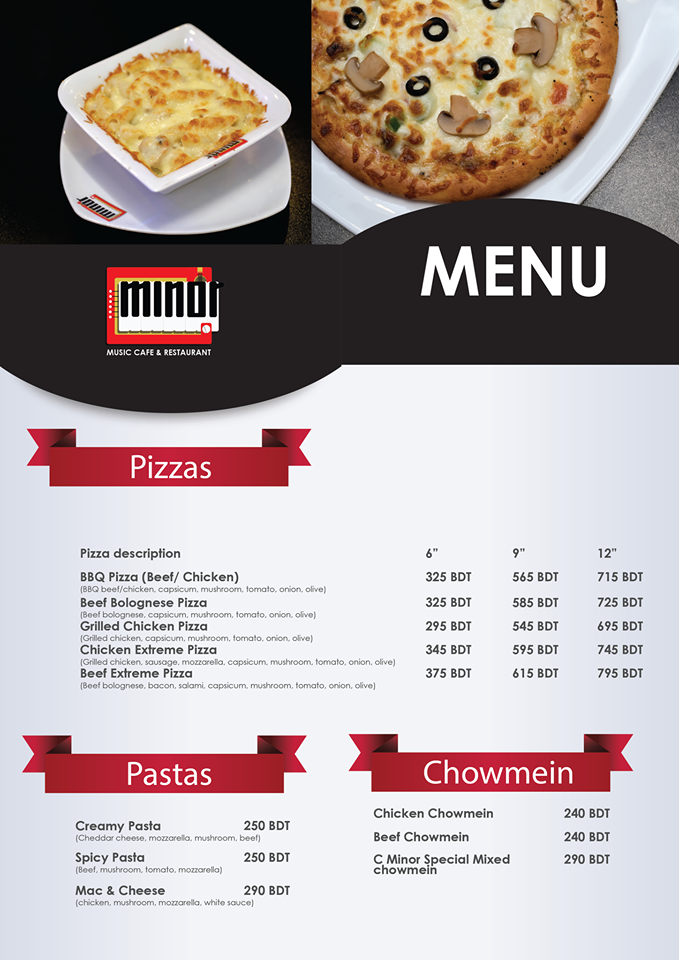 minor
minor
MENU
minor
MUSIC CAFE & RESTAURANT
Pizzas
Pizza description 6” 9” 12”
BBQ Pizza (Beef/ Chicken) 325 BDT 565 BDT 715 BDT
(BBQ beef/chicken, capsicum, mushroom, tomato, onion, olive)
Beef Bolognese Pizza 325 BDT 585 BDT 725 BDT
(Beef bolognese, capsicum, mushroom, tomato, onion, olive)
Grilled Chicken Pizza 295 BDT 545 BDT 695 BDT
(Grilled chicken, capsicum, mushroom, tomato, onion, olive)
Chicken Extreme Pizza 345 BDT 595 BDT 745 BDT
(Grilled chicken, sausage, mozzarella, capsicum, mushroom, tomato, onion, olive)
Beef Extreme Pizza 375 BDT 615 BDT 795 BDT
(Beef bolognese, bacon, salami, capsicum, mushroom, tomato, onion, olive)
Pastas
Creamy Pasta 250 BDT
(Cheddar cheese, mozzarella, mushroom, beef)
Spicy Pasta 250 BDT
(Beef, mushroom, tomato, mozzarella)
Mac & Cheese 290 BDT
(chicken, mushroom, mozzarella, white sauce)
Chowmein
Chicken Chowmein 240 BDT
Beef Chowmein 240 BDT
C Minor Special Mixed 290 BDT
chowmein